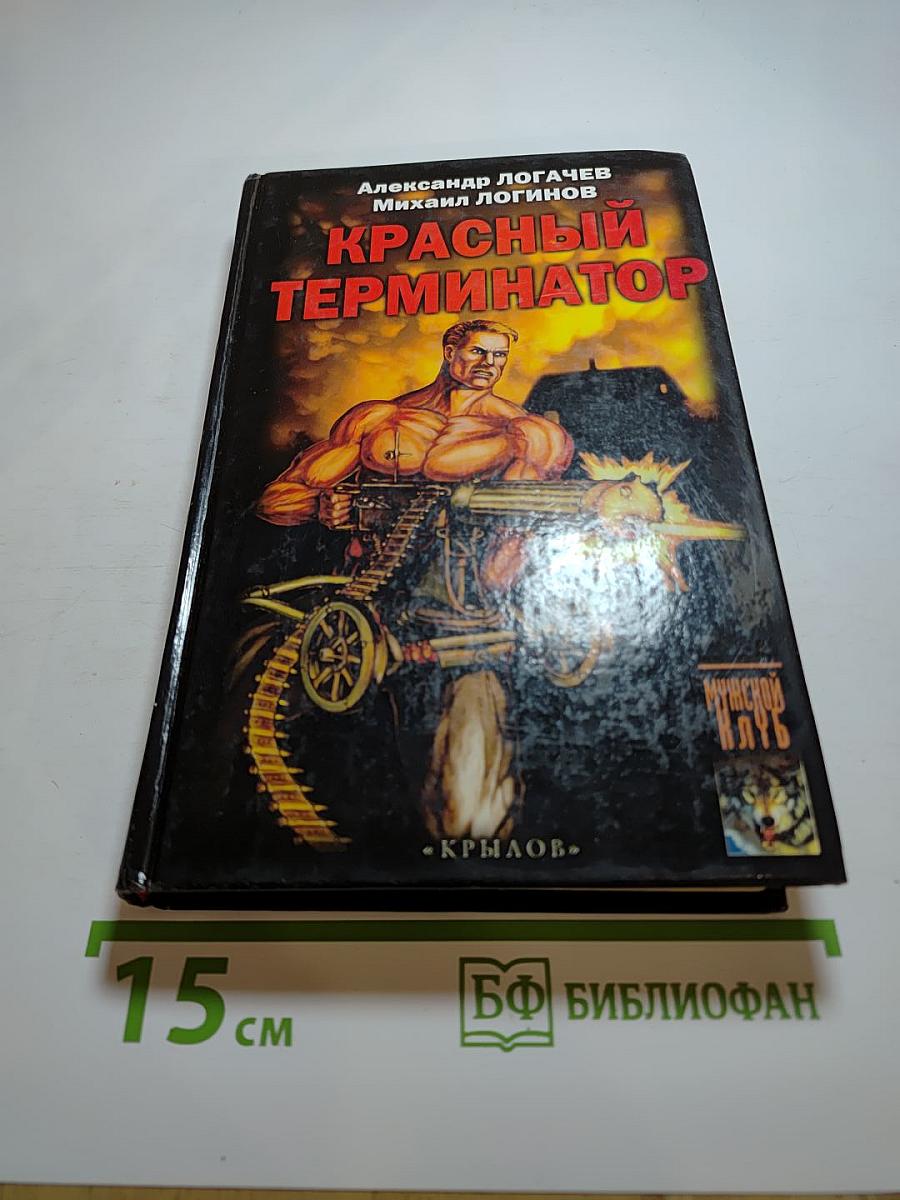 Александр ЛОГАЧЕВ
Михаил ЛОГИНОВ
КРАСНЫЙ
ТЕРМИНАТОР
МУЖСКОЙ
КЛУБ
«КРЫЛОВ»
15 см
БФ БИБЛИОФАН